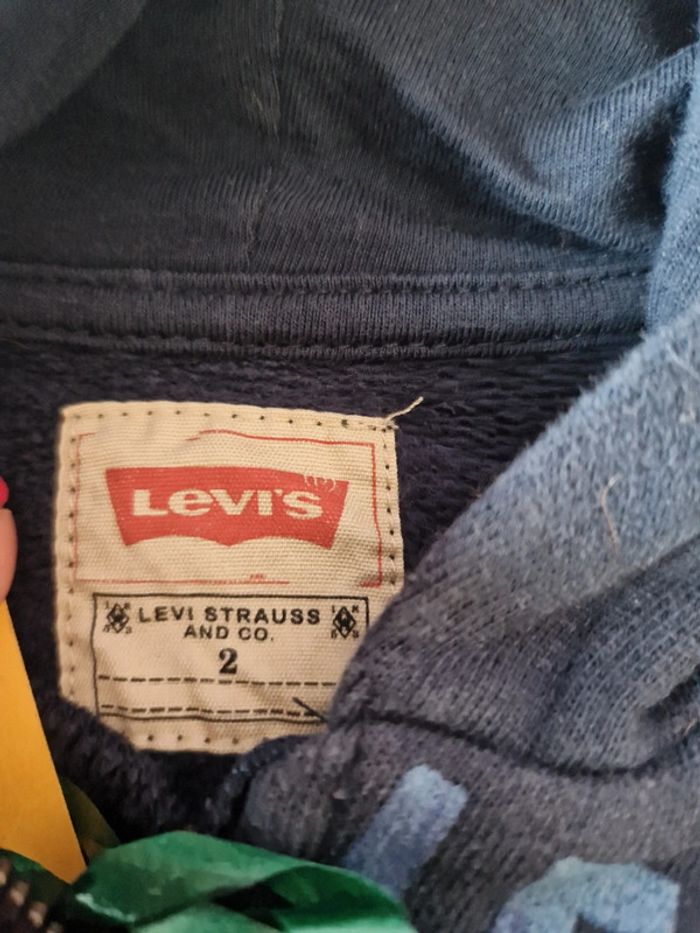 LEVI'S
LEVI STRAUSS
AND CO.
2